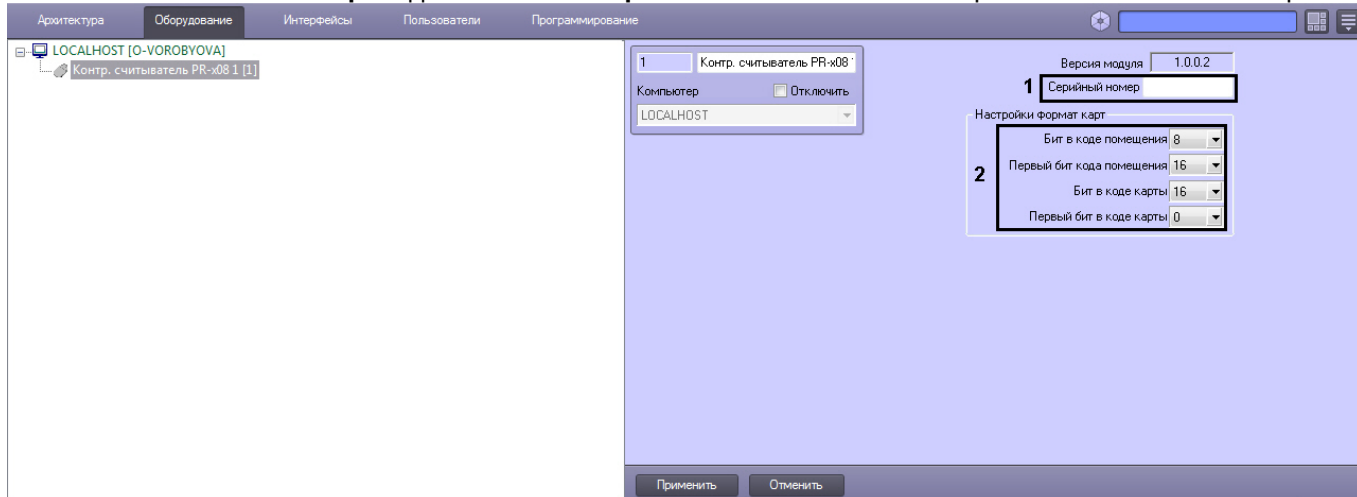 Архитектура Оборудование Интерфейсы Пользователи Программирование
LOCALHOST [O-VOROBYOVA]
Контр. считыватель PR-x08 1 [1]
1 Контр. считыватель PR-x08
Компьютер Отключить
LOCALHOST
Версия модуля 1.0.0.2
1 Серийный номер
Настройки формат карт
2
Бит в коде помещения 8
Первый бит кода помещения 16
Бит в коде карты 16
Первый бит в коде карты 0
Применить Отменить